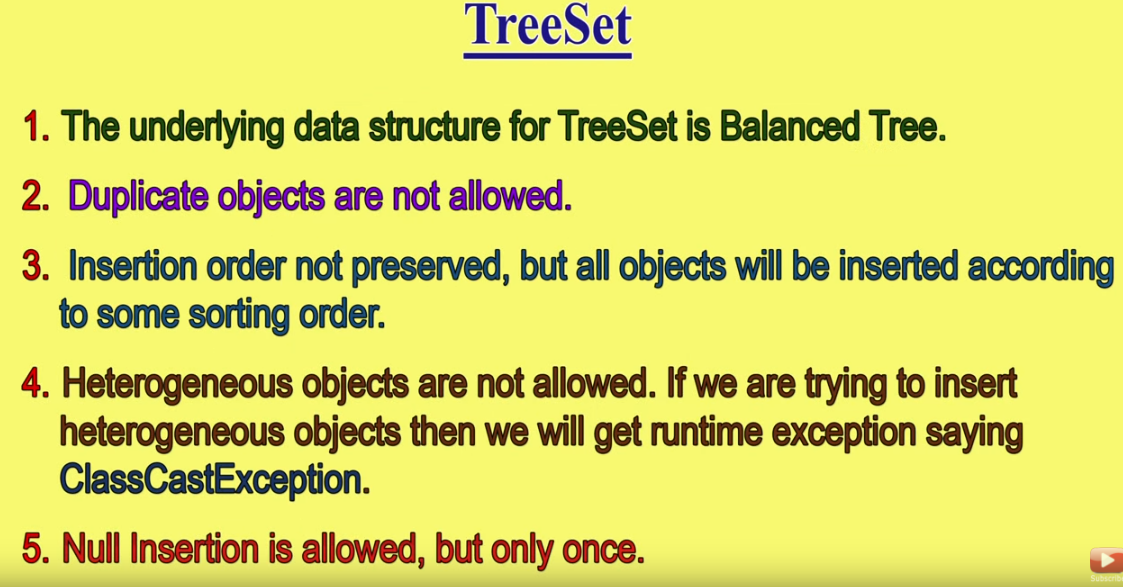 TreeSet
1. The underlying data structure for TreeSet is Balanced Tree.
2. Duplicate objects are not allowed.
3. Insertion order not preserved, but all objects will be inserted according
to some sorting order.
4. Heterogeneous objects are not allowed. If we are trying to insert
heterogeneous objects then we will get runtime exception saying
ClassCastException.
5. Null Insertion is allowed, but only once.
Subscribe